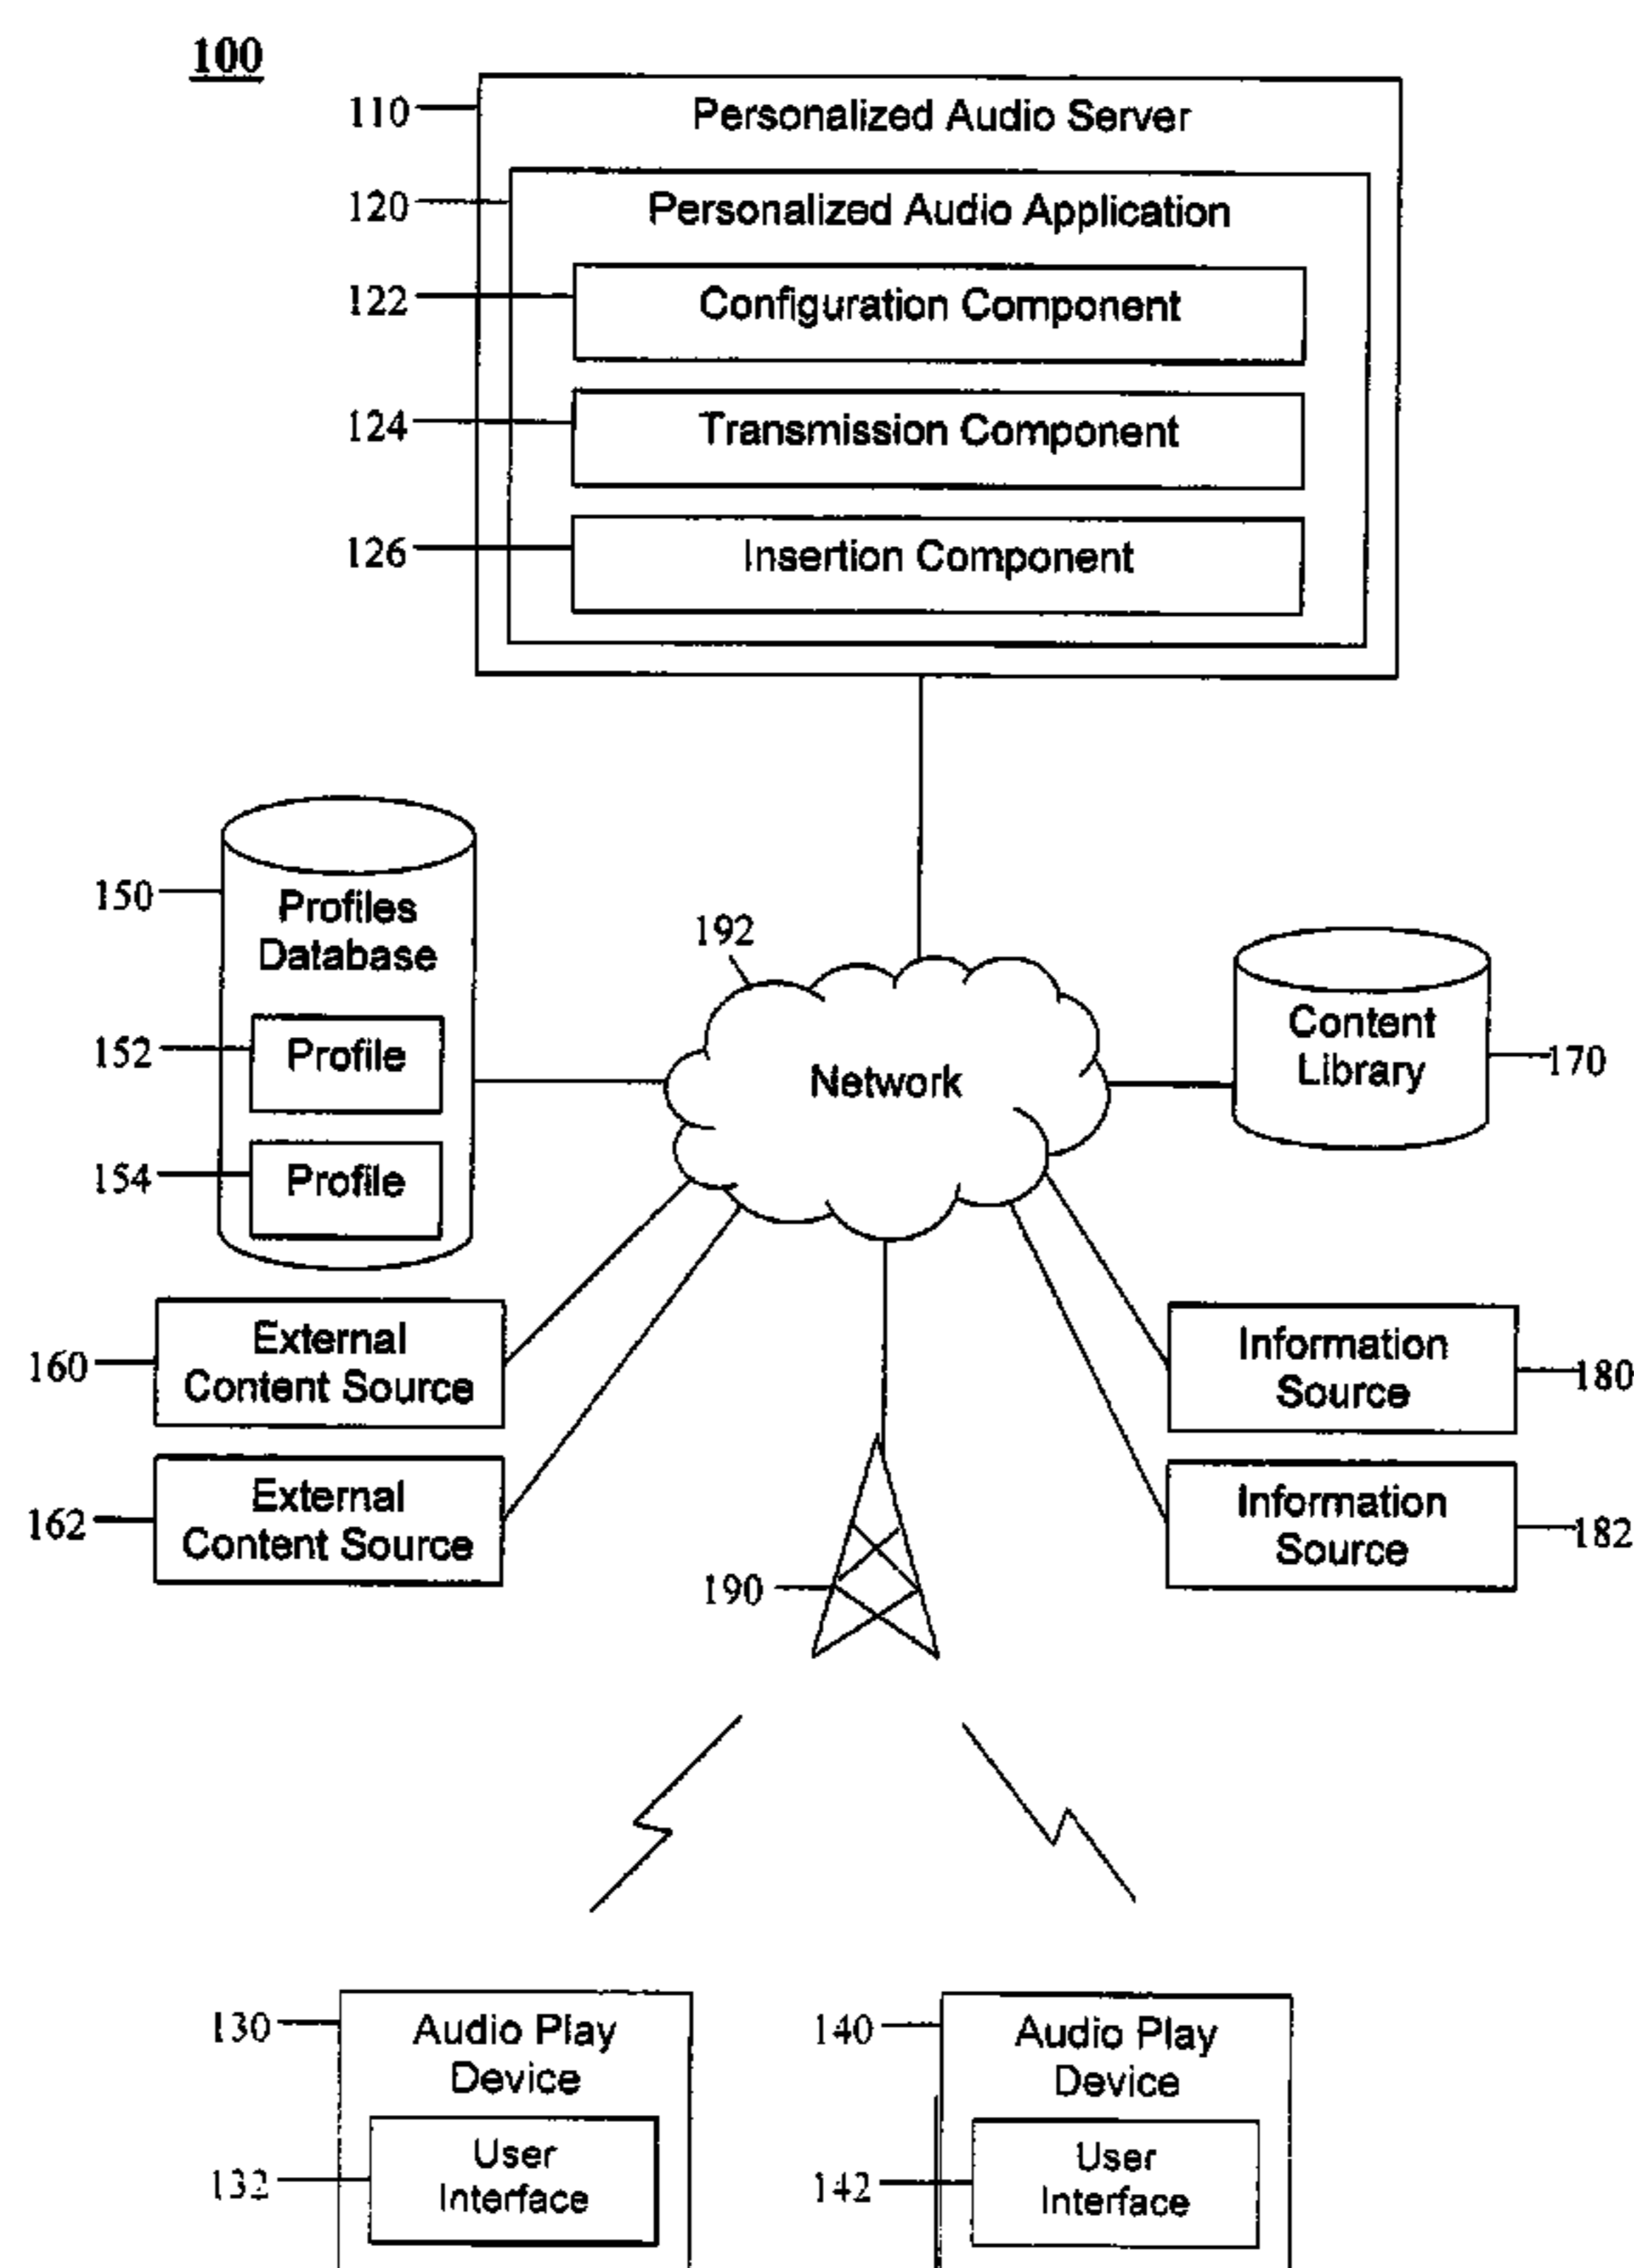 100
110
Personalized Audio Server
120
Personalized Audio Application
122
Configuration Component
124
Transmission Component
126
Insertion Component
150
Profiles
Database
152
Profile
154
Profile
192
Network
Content
Library
170
160
External
Content Source
162
External
Content Source
Information
Source
180
Information
Source
182
190
130
Audio Play
Device
132
User
Interface
140
Audio Play
Device
142
User
Interface